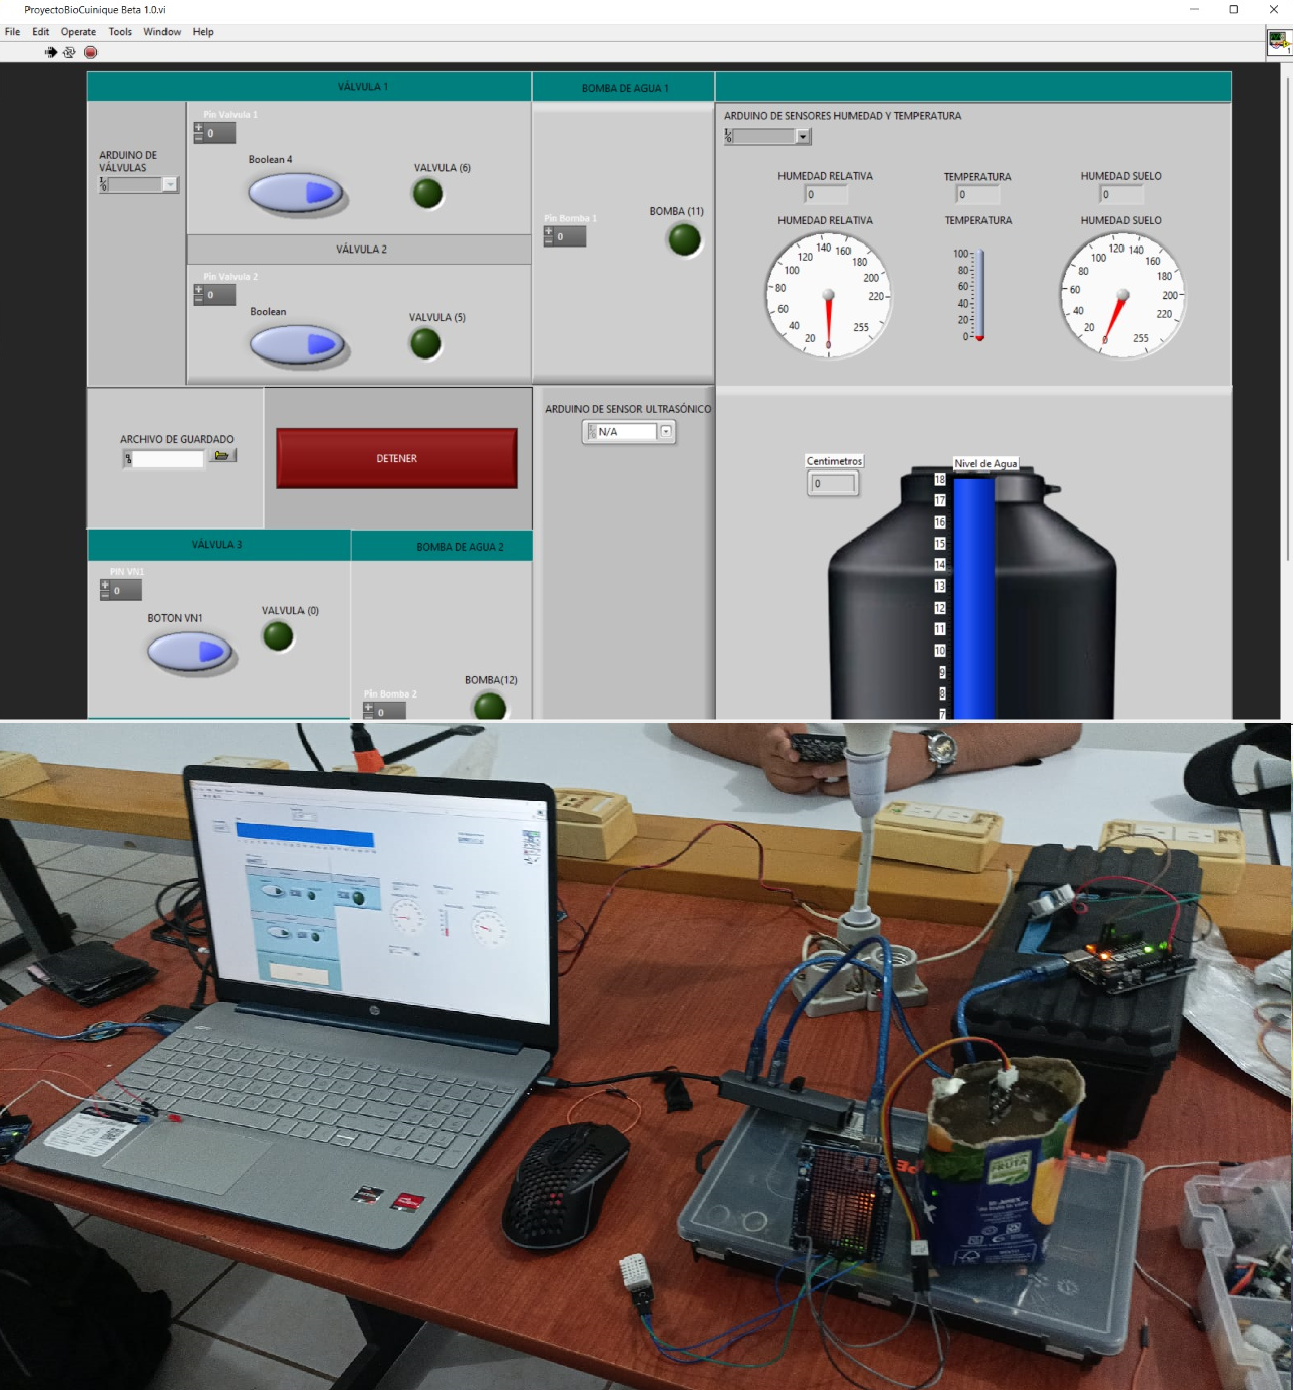 ProyectoBioCuinique Beta 1.0.vi
File Edit Operate Tools Window Help
1
VÁLVULA 1
BOMBA DE AGUA 1
ARDUINO DE VÁLVULAS
Pin Valvula 1
0
Boolean 4
VALVULA (6)
VÁLVULA 2
Pin Valvula 2
0
Boolean
VALVULA (5)
Pin Bomba 1
0
BOMBA (11)
ARDUINO DE SENSORES HUMEDAD Y TEMPERATURA
HUMEDAD RELATIVA
0
TEMPERATURA
0
HUMEDAD SUELO
0
HUMEDAD RELATIVA
0 20 40 60 80 100 120 140 160 180 200 220 255
TEMPERATURA
100
80
60
40
20
0
HUMEDAD SUELO
0 20 40 60 80 100 120 140 160 180 200 220 255
ARCHIVO DE GUARDADO
DETENER
ARDUINO DE SENSOR ULTRASÓNICO
N/A
Centimetros
0
Nivel de Agua
18
17
16
15
14
13
12
11
10
9
8
7
VÁLVULA 3
PIN VN1
0
BOTON VN1
VALVULA (0)
BOMBA DE AGUA 2
BOMBA(12)
Pin Bomba 2
0
hp
FRUTA